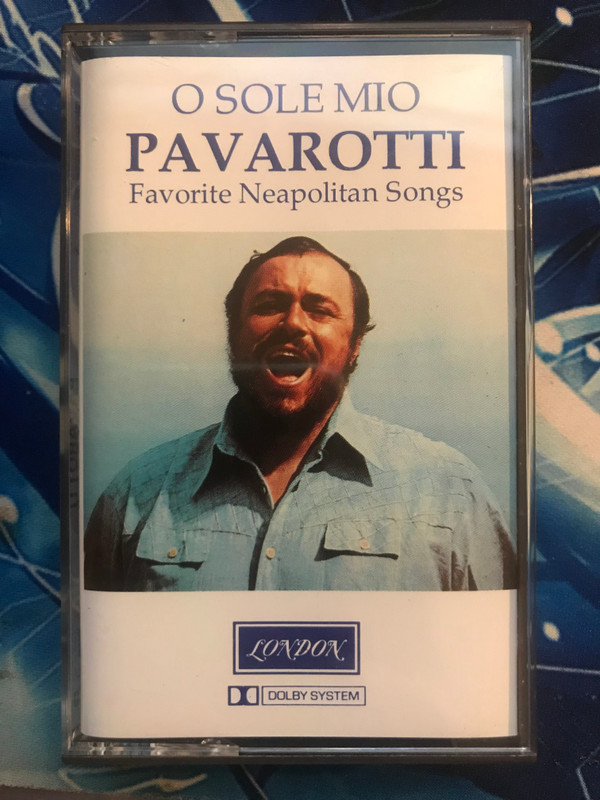 O SOLE MIO
PAVAROTTI
Favorite Neapolitan Songs
LONDON
DOLBY SYSTEM